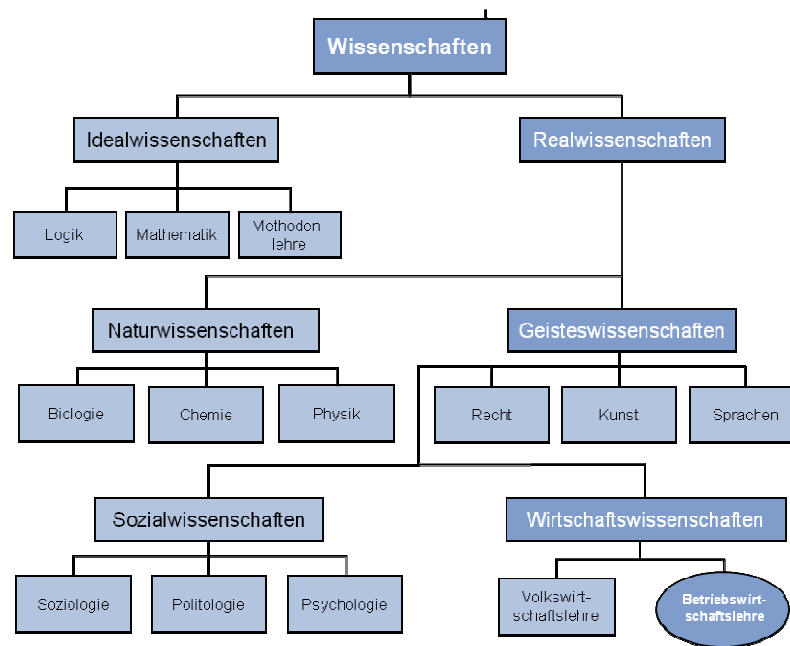 Wissenschaften
Idealwissenschaften
Realwissenschaften
Logik
Mathematik
Methoden
lehre
Naturwissenschaften
Geisteswissenschaften
Biologie
Chemie
Physik
Recht
Kunst
Sprachen
Sozialwissenschaften
Wirtschaftswissenschaften
Soziologie
Politologie
Psychologie
Volkswirt-
schaftslehre
Betriebswirt-
schaftslehre